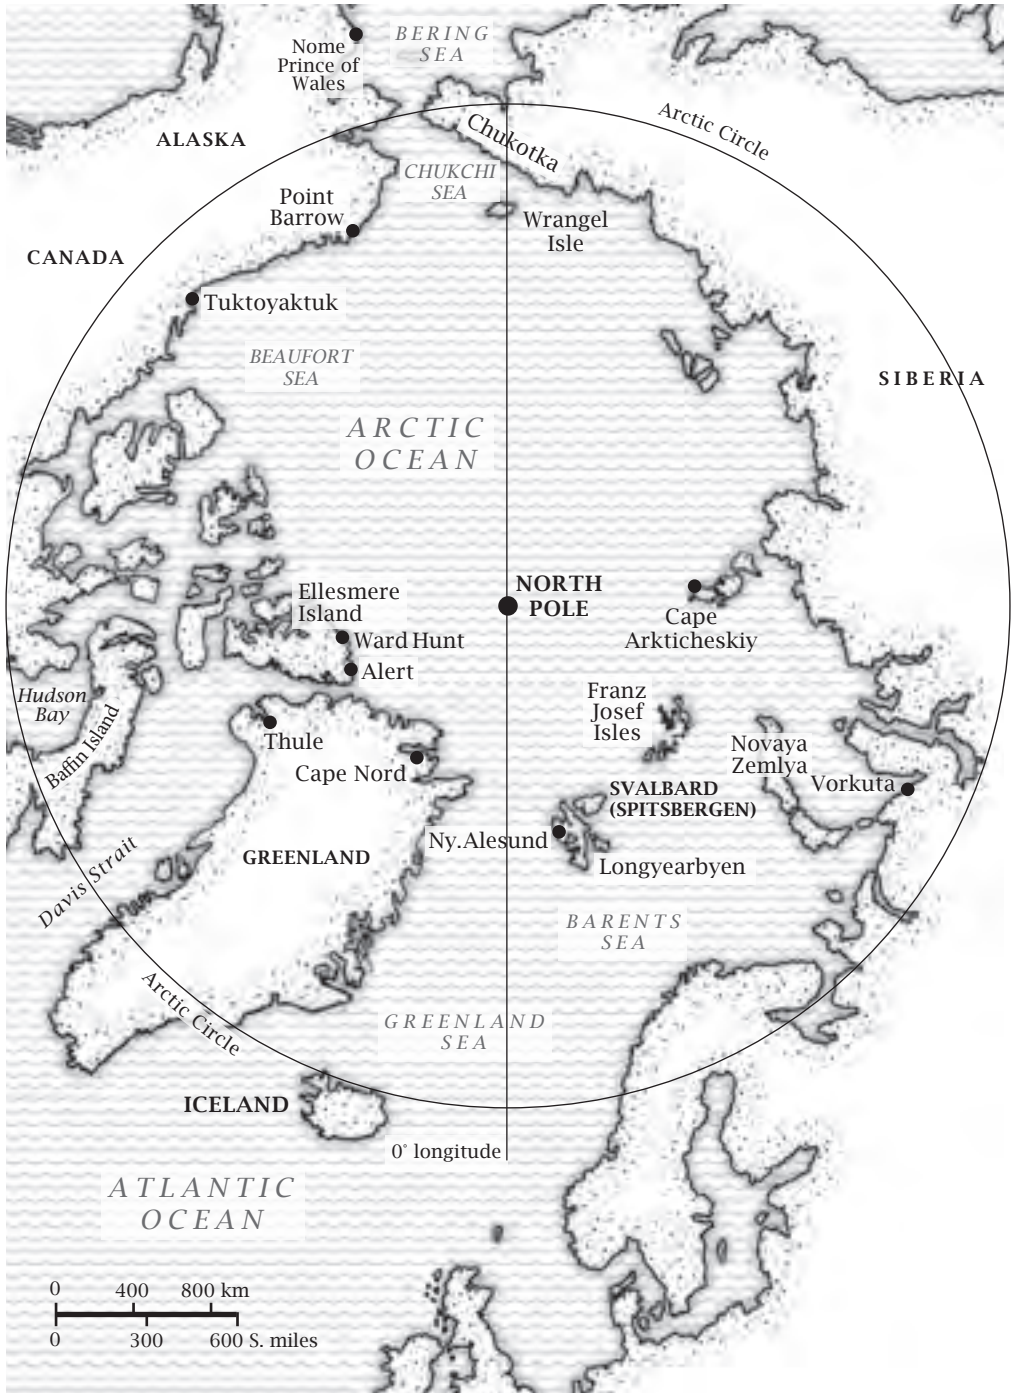 BERING
SEA
Nome
Prince of
Wales
ALASKA
Arctic Circle
Chukotka
CHUKCHI
SEA
Point
Barrow
Wrangel
Isle
CANADA
Tuktoyaktuk
BEAUFORT
SEA
SIBERIA
ARCTIC
OCEAN
NORTH
POLE
Ellesmere
Island
Ward Hunt
Alert
Cape
Arkticheskiy
Hudson
Bay
Baffin Island
Thule
Cape Nord
Franz
Josef
Isles
Novaya
Zemlya
Vorkuta
SVALBARD
(SPITSBERGEN)
Ny.Alesund
Longyearbyen
GREENLAND
Davis Strait
BARENTS
SEA
Arctic Circle
GREENLAND
SEA
ICELAND
0° longitude
ATLANTIC
OCEAN
0 400 800 km
0 300 600 S. miles